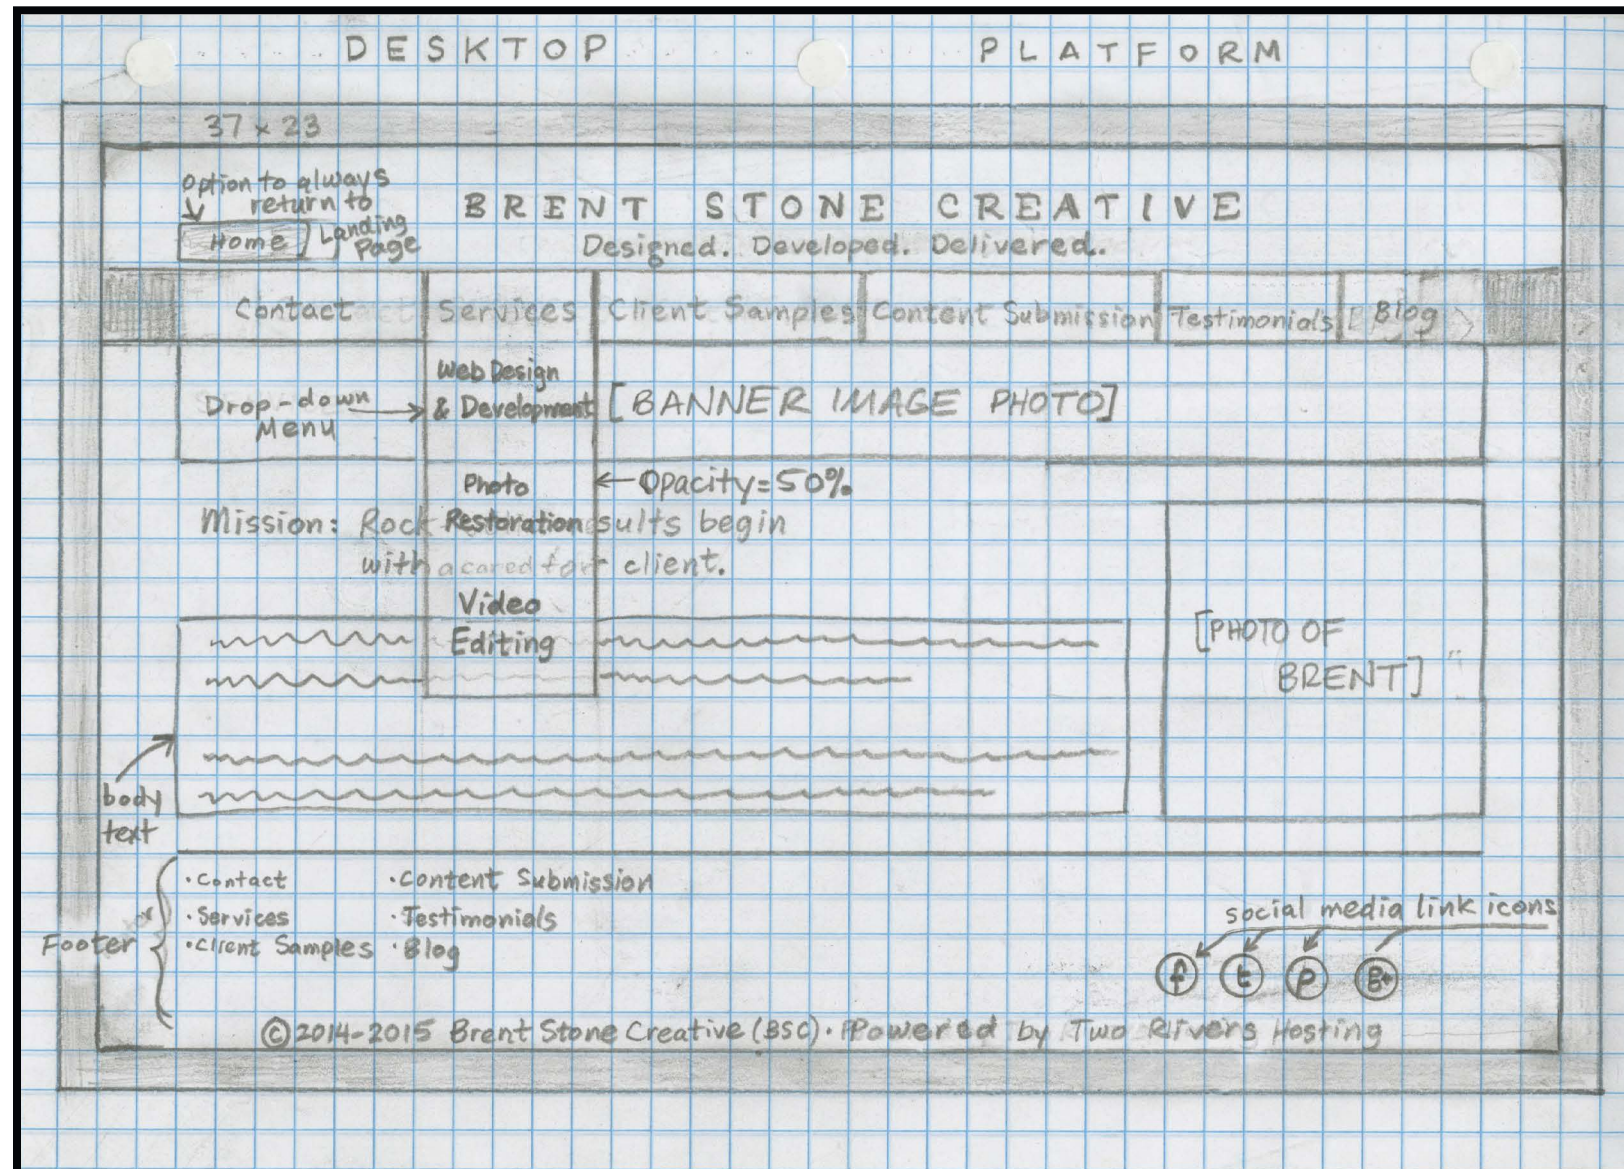 DESKTOP PLATFORM
37 x 23
Option to always
return to
Landing
Page
Home
BRENT STONE CREATIVE
Designed. Developed. Delivered.
Contact
Services
Client Samples
Content Submission
Testimonials
Blog
Drop-down
Menu
Web Design
& Development
Photo
Restoration
Video
Editing
[BANNER IMAGE PHOTO]
←Opacity=50%
Mission: Rock sults begin
with a cared for client.
[PHOTO OF
BRENT]
body
text
Footer
·Contact
·Services
·Client Samples
·Content Submission
·Testimonials
·Blog
social media link icons
f t p g+
©2014-2015 Brent Stone Creative (BSC). Powered by Two Rivers Hosting